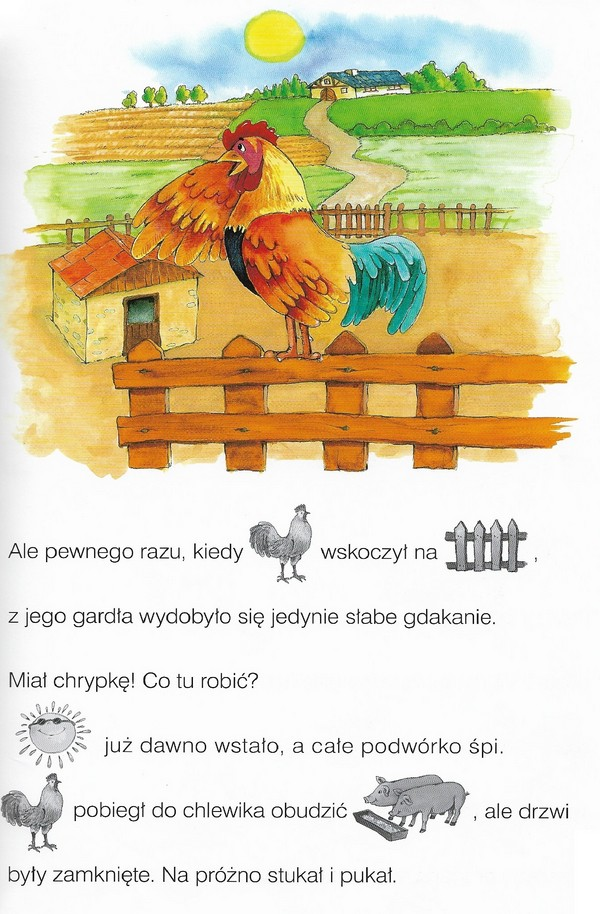 Ale pewnego razu, kiedy wskoczył na ,
z jego gardła wydobyło się jedynie słabe gdakanie.
Miał chrypkę! Co tu robić?
już dawno wstało, a całe podwórko śpi.
pobiegł do chlewika obudzić , ale drzwi
były zamknięte. Na próżno stukał i pukał.